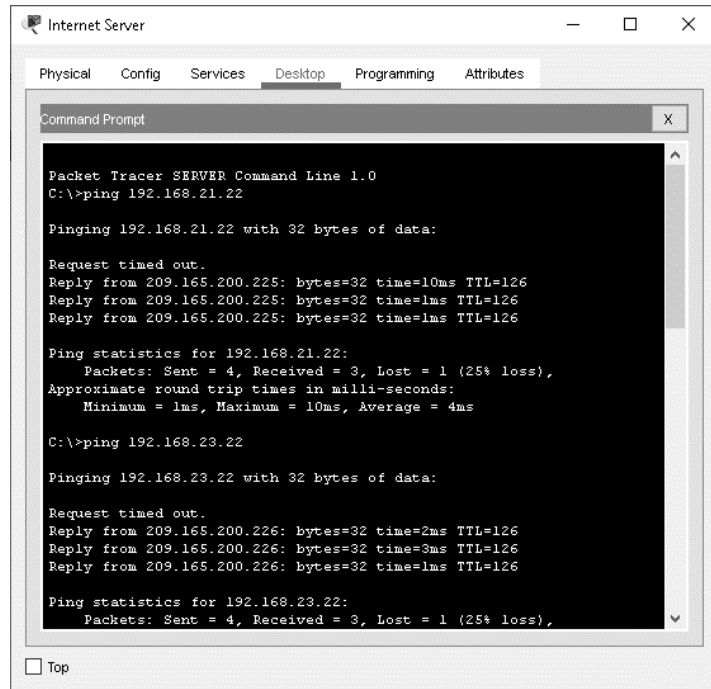 Internet Server
Physical Config Services Desktop Programming Attributes
Command Prompt X
Packet Tracer SERVER Command Line 1.0
C:\>ping 192.168.21.22
Pinging 192.168.21.22 with 32 bytes of data:
Request timed out.
Reply from 209.165.200.225: bytes=32 time=10ms TTL=126
Reply from 209.165.200.225: bytes=32 time=1ms TTL=126
Reply from 209.165.200.225: bytes=32 time=1ms TTL=126
Ping statistics for 192.168.21.22:
Packets: Sent = 4, Received = 3, Lost = 1 (25% loss),
Approximate round trip times in milli-seconds:
Minimum = 1ms, Maximum = 10ms, Average = 4ms
C:\>ping 192.168.23.22
Pinging 192.168.23.22 with 32 bytes of data:
Request timed out.
Reply from 209.165.200.226: bytes=32 time=2ms TTL=126
Reply from 209.165.200.226: bytes=32 time=3ms TTL=126
Reply from 209.165.200.226: bytes=32 time=1ms TTL=126
Ping statistics for 192.168.23.22:
Packets: Sent = 4, Received = 3, Lost = 1 (25% loss),
Top